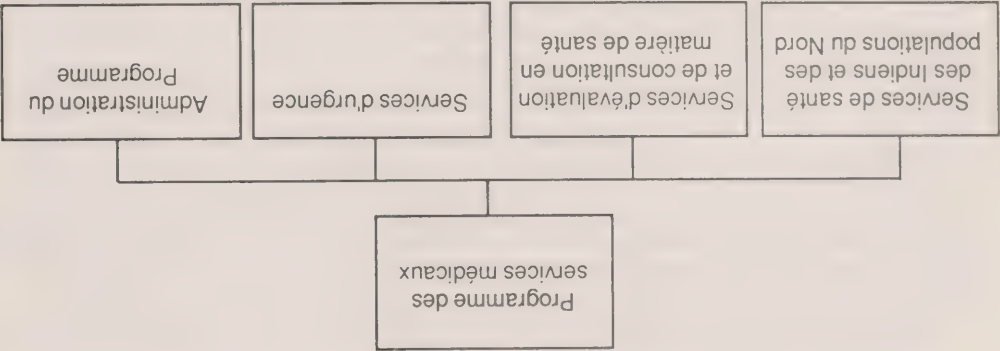 Programme des
services médicaux
Services de santé
des Indiens et des
populations du Nord
Services d'évaluation
et de consultation en
matière de santé
Services d'urgence
Administration du
Programme